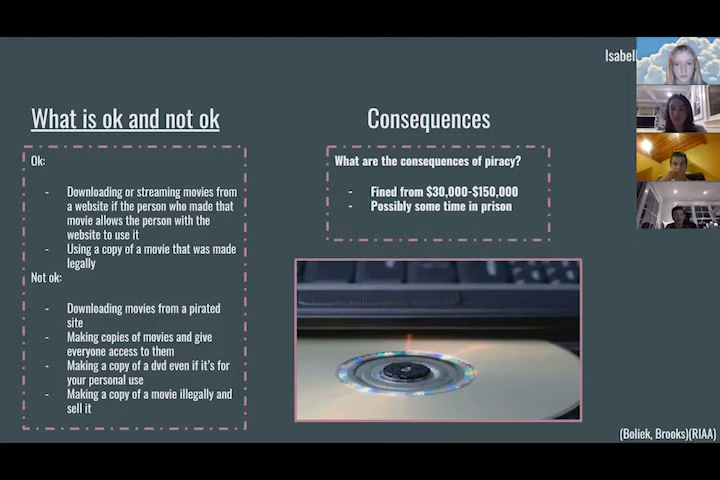 Isabell
What is ok and not ok
Ok:
- Downloading or streaming movies from
a website if the person who made that
movie allows the person with the
website to use it
- Using a copy of a movie that was made
legally
Not ok:
- Downloading movies from a pirated
site
- Making copies of movies and give
everyone access to them
- Making a copy of a dvd even if it's for
your personal use
- Making a copy of a movie illegally and
sell it
Consequences
What are the consequences of piracy?
- Fined from $30,000-$150,000
- Possibly some time in prison
(Boliek, Brooks)(RIAA)